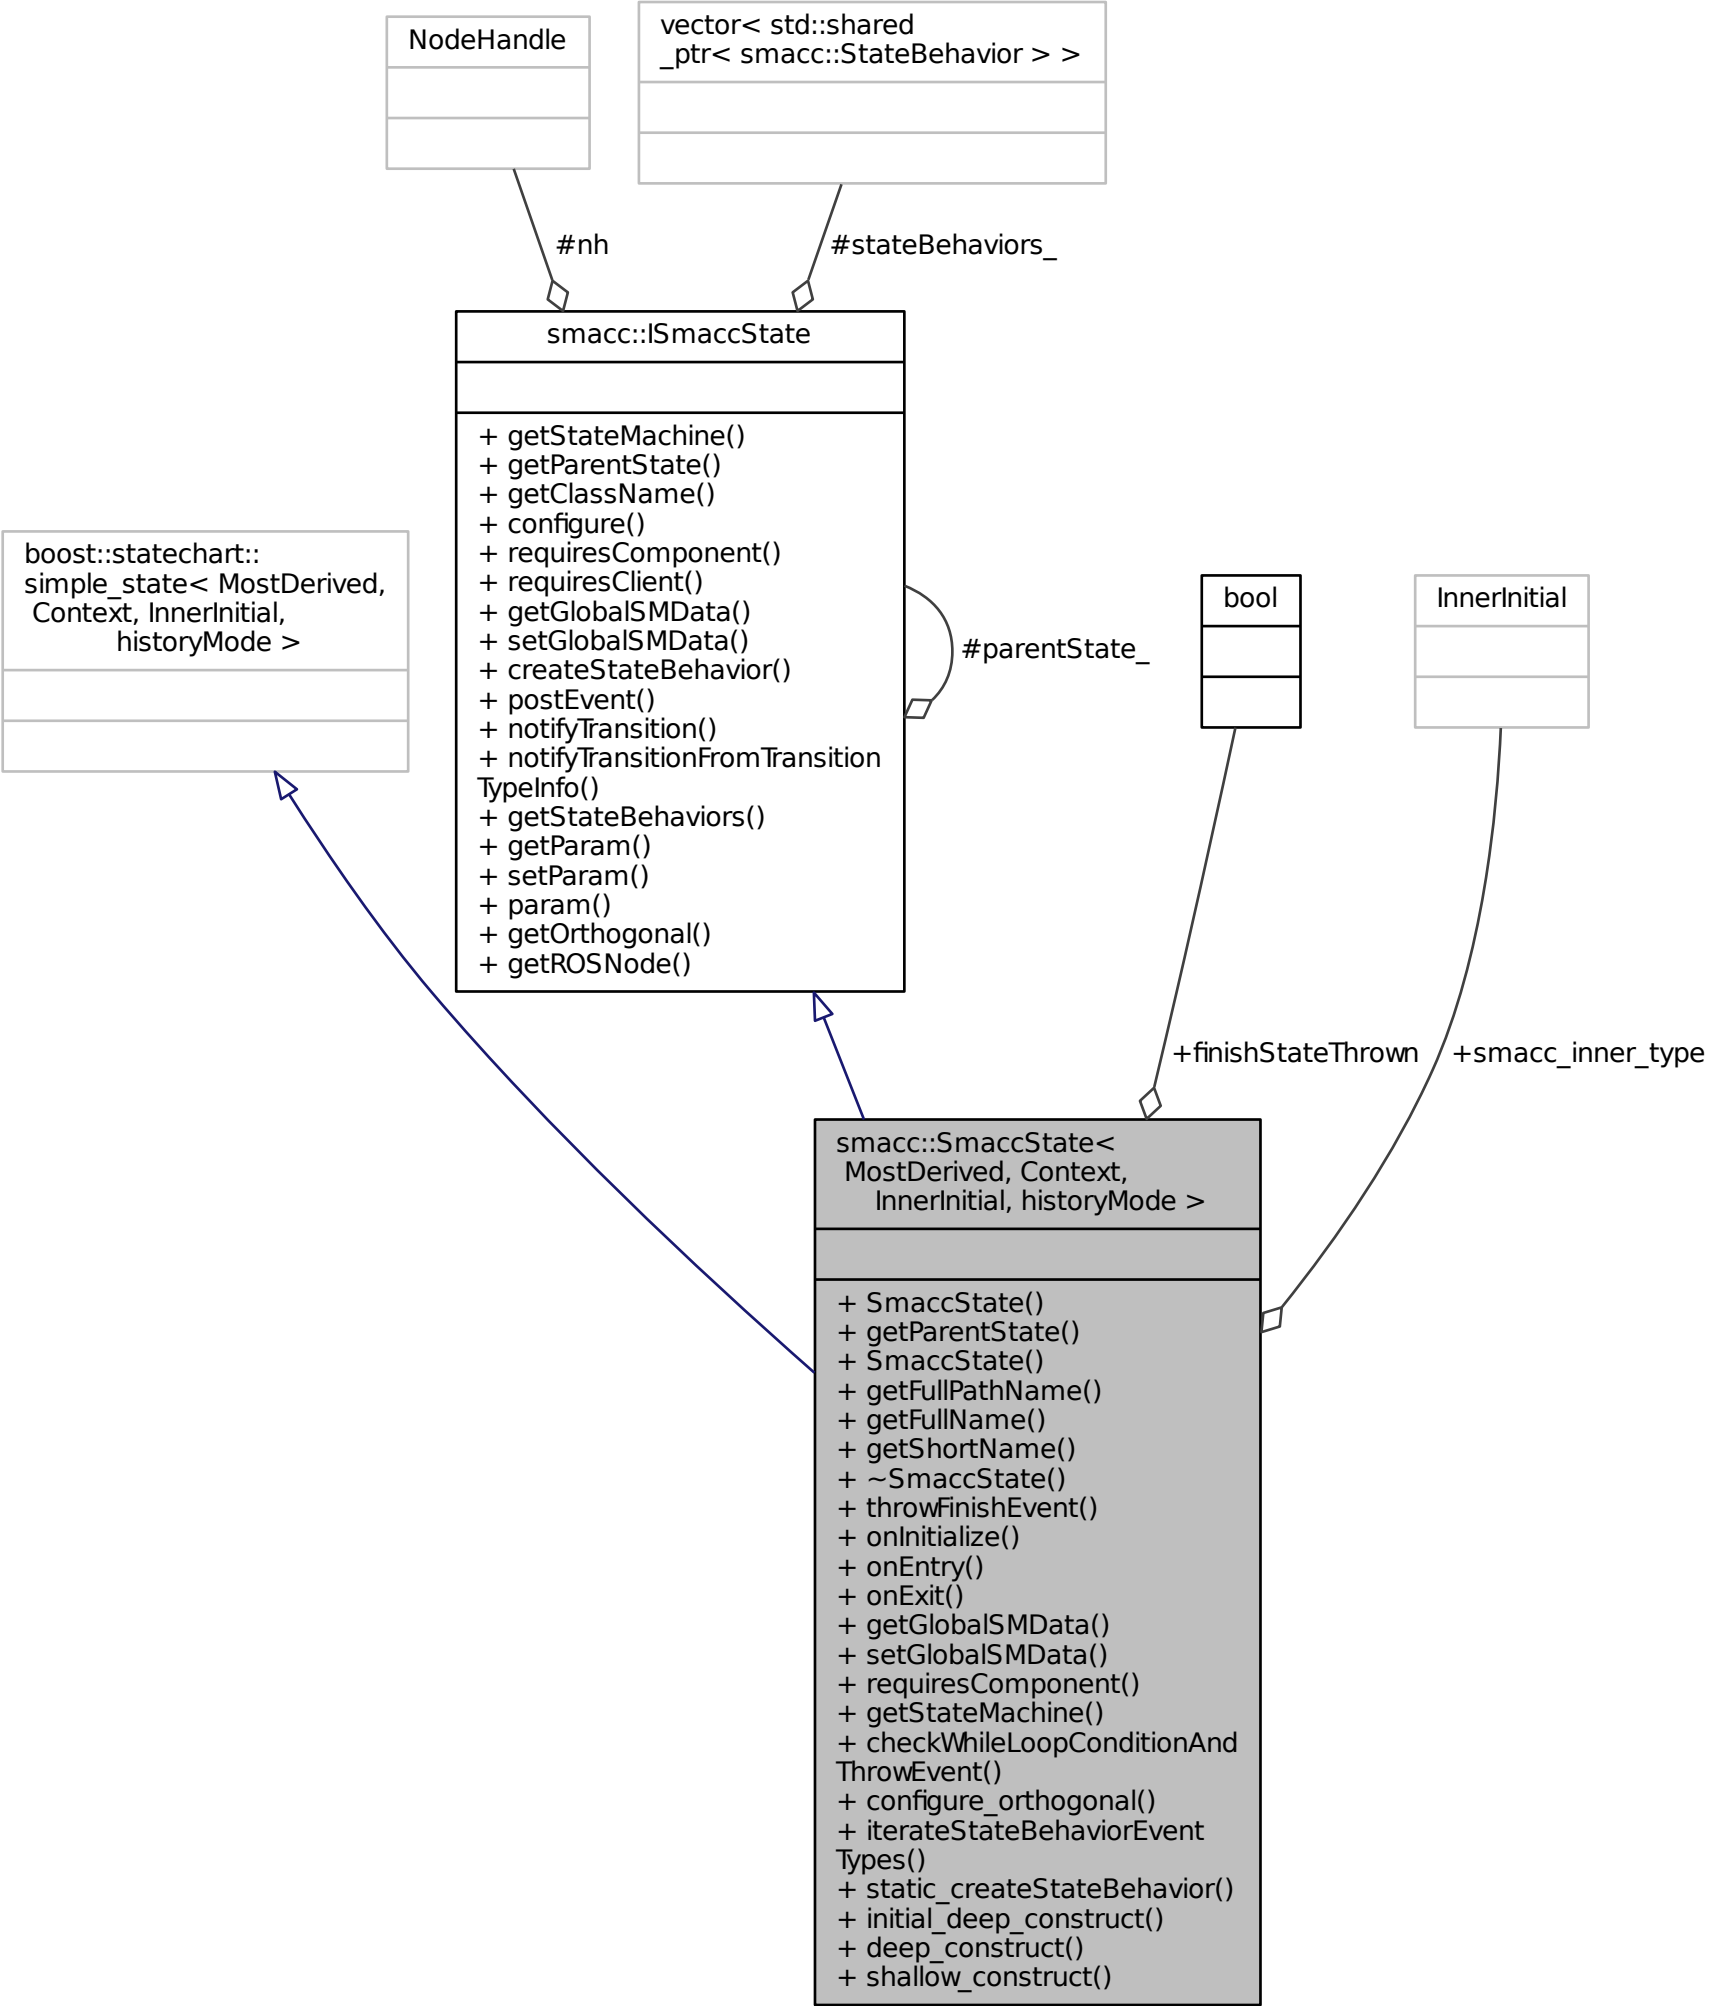 NodeHandle
vector< std::shared
_ptr< smacc::StateBehavior > >
#nh
#stateBehaviors_
smacc::ISmaccState
+ getStateMachine()
+ getParentState()
+ getClassName()
+ configure()
+ requiresComponent()
+ requiresClient()
+ getGlobalSMData()
+ setGlobalSMData()
+ createStateBehavior()
+ postEvent()
+ notifyTransition()
+ notifyTransitionFromTransition
TypeInfo()
+ getStateBehaviors()
+ getParam()
+ setParam()
+ param()
+ getOrthogonal()
+ getROSNode()
#parentState_
boost::statechart::
simple_state< MostDerived,
Context, InnerInitial,
historyMode >
bool
InnerInitial
+finishStateThrown
+smacc_inner_type
smacc::SmaccState<
MostDerived, Context,
InnerInitial, historyMode >
+ SmaccState()
+ getParentState()
+ SmaccState()
+ getFullPathName()
+ getFullName()
+ getShortName()
+ ~SmaccState()
+ throwFinishEvent()
+ onInitialize()
+ onEntry()
+ onExit()
+ getGlobalSMData()
+ setGlobalSMData()
+ requiresComponent()
+ getStateMachine()
+ checkWhileLoopConditionAnd
ThrowEvent()
+ configure_orthogonal()
+ iterateStateBehaviorEvent
Types()
+ static_createStateBehavior()
+ initial_deep_construct()
+ deep_construct()
+ shallow_construct()